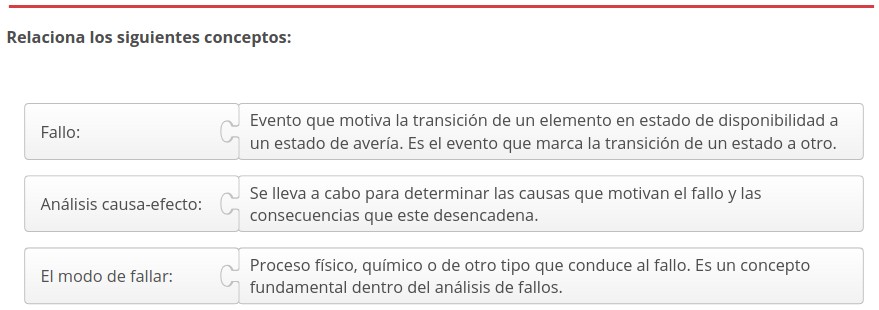 Relaciona los siguientes conceptos:
Fallo:
Evento que motiva la transición de un elemento en estado de disponibilidad a
un estado de avería. Es el evento que marca la transición de un estado a otro.
Análisis causa-efecto:
Se lleva a cabo para determinar las causas que motivan el fallo y las
consecuencias que este desencadena.
El modo de fallar:
Proceso físico, químico o de otro tipo que conduce al fallo. Es un concepto
fundamental dentro del análisis de fallos.